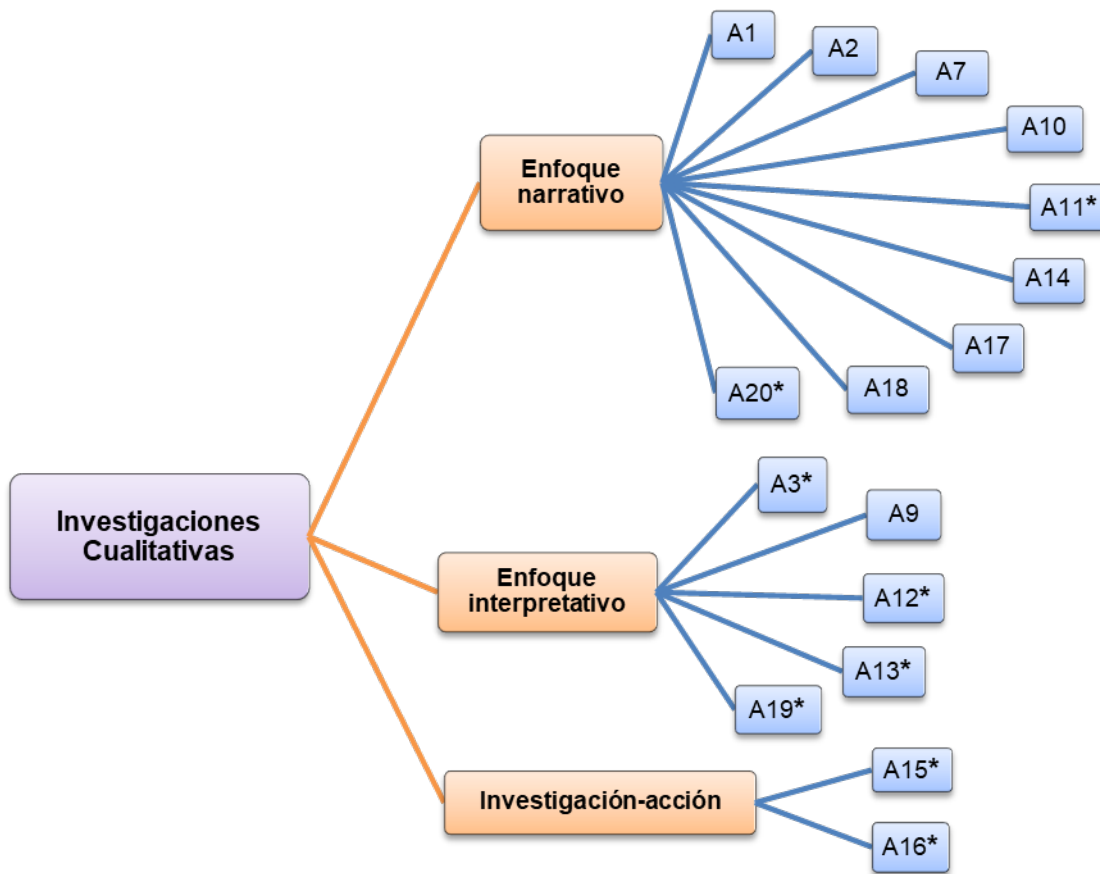 A1
A2
A7
A10
Enfoque
narrativo
A11*
A14
A17
A18
A20*
Investigaciones
Cualitativas
A3*
A9
Enfoque
interpretativo
A12*
A13*
A19*
A15*
Investigación-acción
A16*